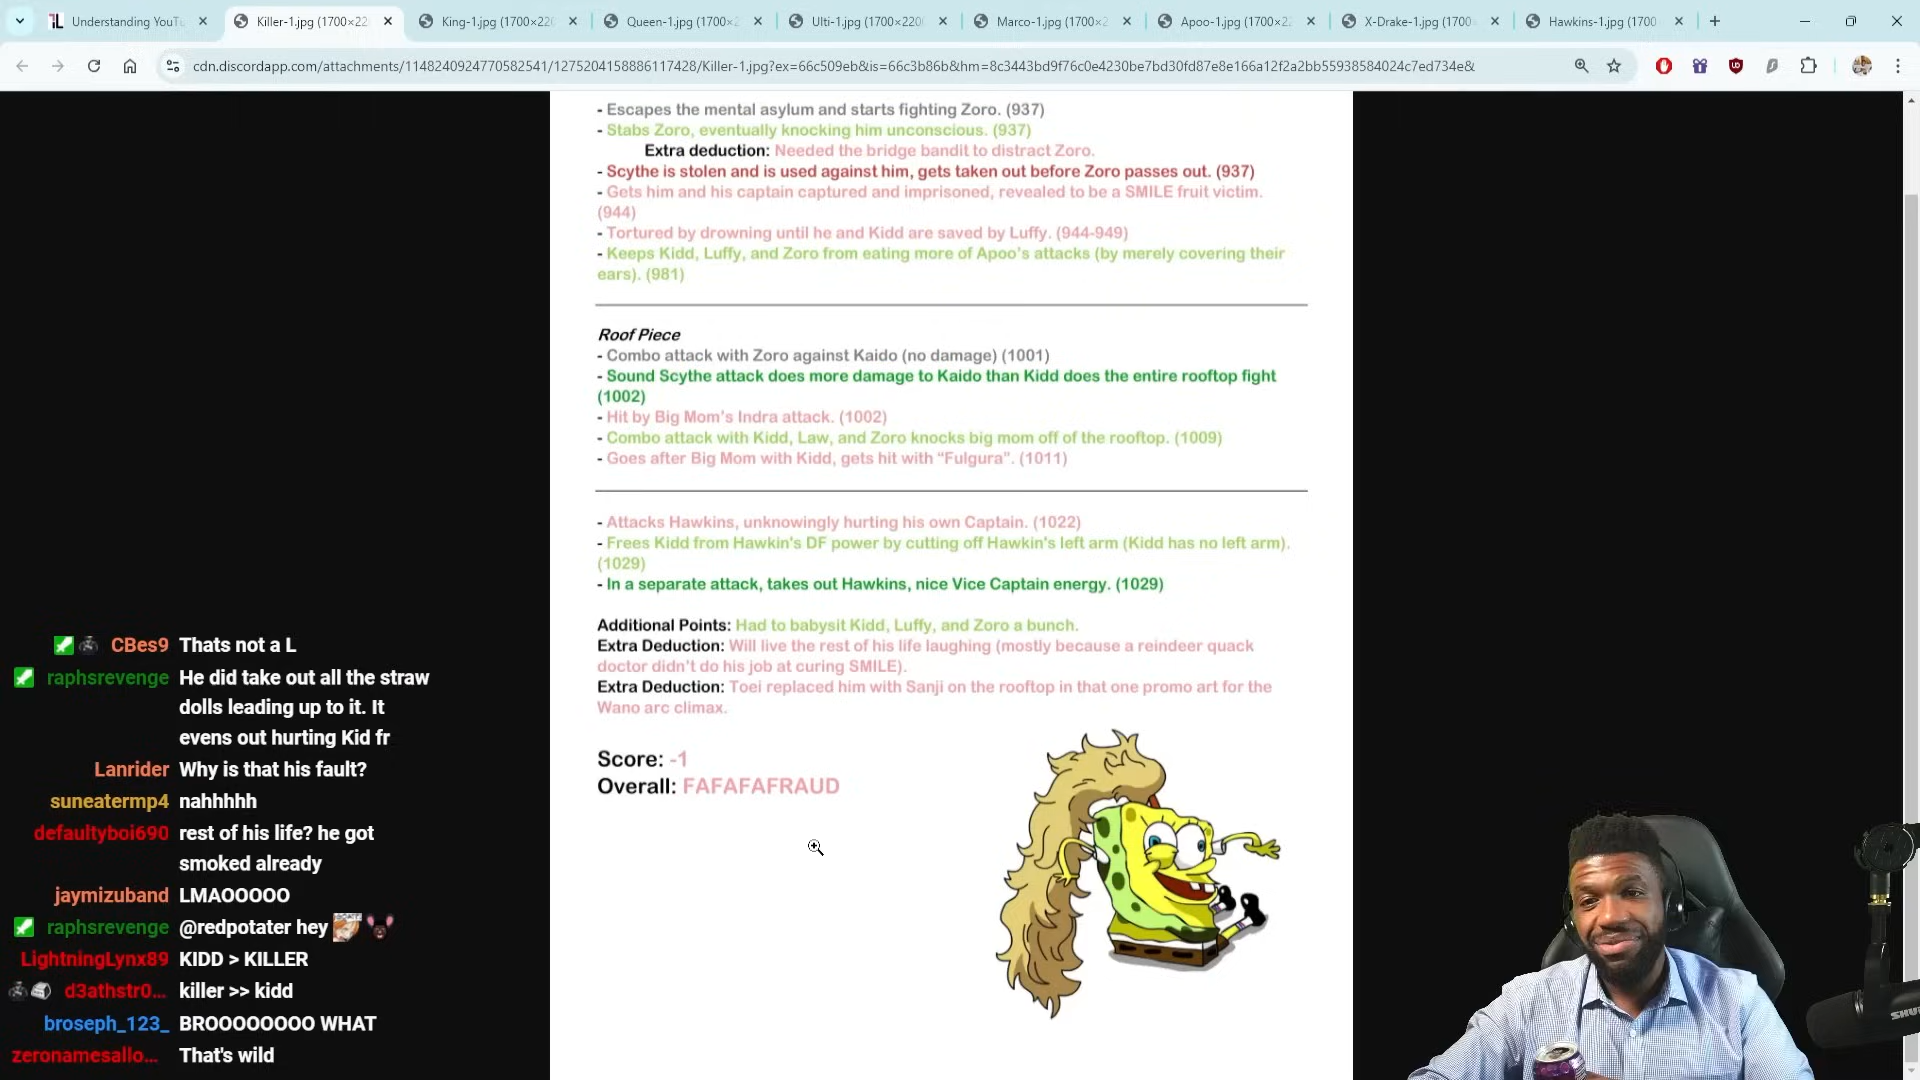 Understanding YouTu
Killer-1.jpg (1700×22
King-1.jpg (1700×220
Queen-1.jpg (1700×2
Ulti-1.jpg (1700×220
Marco-1.jpg (1700×2
Apoo-1.jpg (1700×22
X-Drake-1.jpg (1700
Hawkins-1.jpg (1700
cdn.discordapp.com/attachments/1148240924770582541/1275204158886117428/Killer-1.jpg?ex=66c509eb&is=66c3b86b&hm=8c3443bd9f76c0e4230be7bd30fd87e8e166a12f2a2bb55938584024c7ed734e&
- Escapes the mental asylum and starts fighting Zoro. (937)
- Stabs Zoro, eventually knocking him unconscious. (937)
Extra deduction: Needed the bridge bandit to distract Zoro.
- Scythe is stolen and is used against him, gets taken out before Zoro passes out. (937)
- Gets him and his captain captured and imprisoned, revealed to be a SMILE fruit victim.
(944)
- Tortured by drowning until he and Kidd are saved by Luffy. (944-949)
- Keeps Kidd, Luffy, and Zoro from eating more of Apoo's attacks (by merely covering their
ears). (981)
Roof Piece
- Combo attack with Zoro against Kaido (no damage) (1001)
- Sound Scythe attack does more damage to Kaido than Kidd does the entire rooftop fight
(1002)
- Hit by Big Mom's Indra attack. (1002)
- Combo attack with Kidd, Law, and Zoro knocks big mom off of the rooftop. (1009)
- Goes after Big Mom with Kidd, gets hit with “Fulgura”. (1011)
- Attacks Hawkins, unknowingly hurting his own Captain. (1022)
- Frees Kidd from Hawkin's DF power by cutting off Hawkin's left arm (Kidd has no left arm).
(1029)
- In a separate attack, takes out Hawkins, nice Vice Captain energy. (1029)
Additional Points: Had to babysit Kidd, Luffy, and Zoro a bunch.
Extra Deduction: Will live the rest of his life laughing (mostly because a reindeer quack
doctor didn't do his job at curing SMILE).
Extra Deduction: Toei replaced him with Sanji on the rooftop in that one promo art for the
Wano arc climax.
Score: -1
Overall: FAFAFAFRAUD
CBes9 Thats not a L
raphsrevenge He did take out all the straw
dolls leading up to it. It
evens out hurting Kid fr
Lanrider Why is that his fault?
suneatermp4 nahhhhh
defaultyboi690 rest of his life? he got
smoked already
jaymizuband LMAOOOOO
raphsrevenge @redpotater hey
LightningLynx89 KIDD > KILLER
d3athstr0... killer >> kidd
broseph_123_ BROOOOOOOO WHAT
zeronamesallo... That's wild
SHU